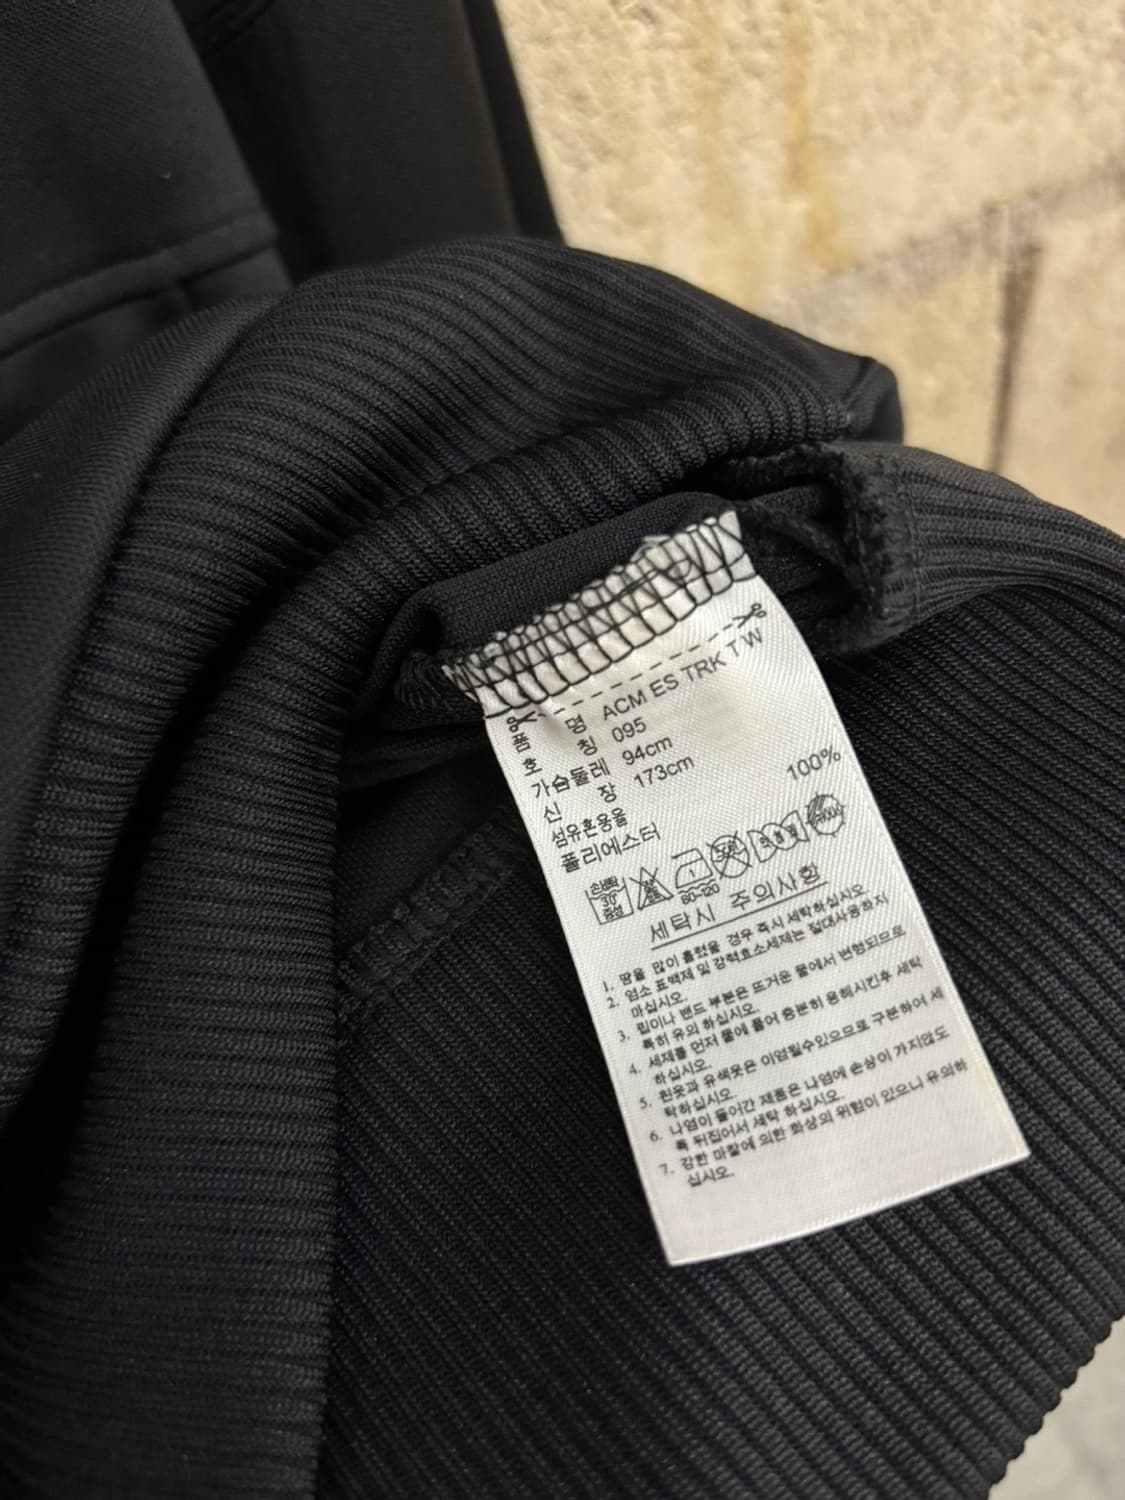 품 명 ACM ES TRK T W
호 칭 095
가슴둘레 94cm
신 장 173cm
섬유혼용율
폴리에스터 100%
손세탁
30°
중성
80~120
세탁시 주의사항
1. 땀을 많이 흘렸을 경우 즉시 세탁하십시오.
2. 염소 표백제 및 강력효소세제는 절대사용하지
마십시오.
3. 립이나 밴드 부분은 뜨거운 물에서 변형되므로
특히 유의 하십시오.
4. 세제를 먼저 물에 풀어 충분히 용해시킨후 세탁
하십시오.
5. 흰옷과 유색옷은 이염될수있으므로 구분하여 세
탁하십시오.
6. 나염이 들어간 제품은 나염에 손상이 가지않도
록 뒤집어서 세탁 하십시오.
7. 강한 마찰에 의한 화상의 위험이 있으니 유의하
십시오.